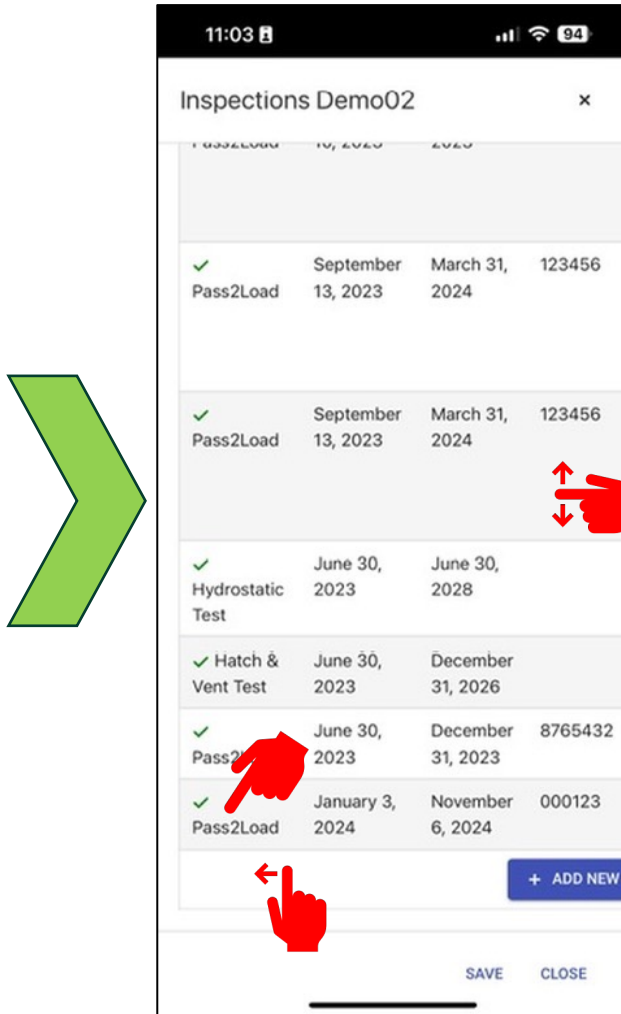 11:03
94
Inspections Demo02
×
Pass2Load 2023
September March 31, 123456
Pass2Load 13, 2023 2024
September March 31, 123456
Pass2Load 13, 2023 2024
June 30, June 30,
Hydrostatic 2023 2028
Test
Hatch & June 30, December
Vent Test 2023 31, 2026
June 30, December 8765432
2023 31, 2023
January 3, November 000123
Pass2Load 2024 6, 2024
+ ADD NEW
SAVE CLOSE